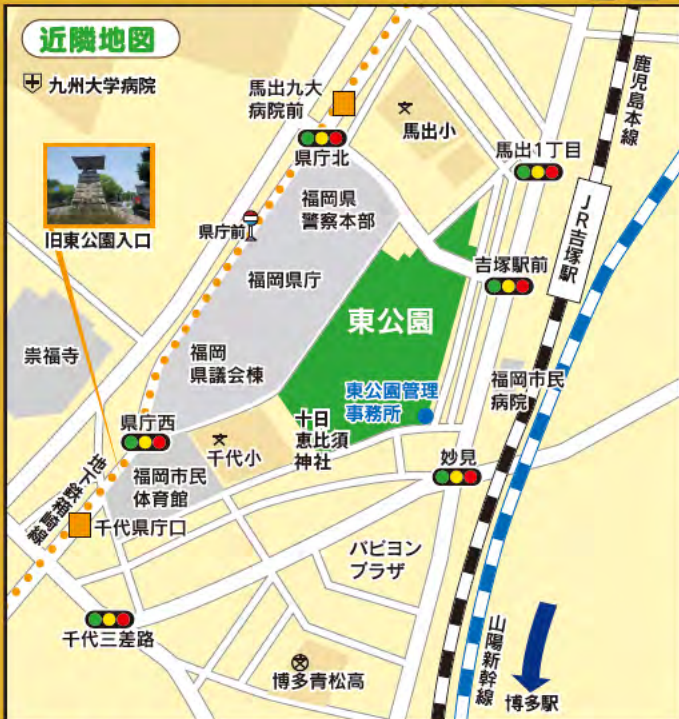 近隣地図
九州大学病院
馬出九大
病院前
馬出小
鹿児島本線
県庁北
馬出1丁目
旧東公園入口
県庁前
福岡県
警察本部
JR吉塚駅
福岡県庁
吉塚駅前
東公園
崇福寺
福岡
県議会棟
東公園管理
事務所
福岡市民
病院
県庁西
千代小
十日
恵比須
神社
妙見
地下鉄箱崎線
福岡市民
体育館
千代県庁口
パピヨン
プラザ
千代三差路
山陽新幹線
博多青松高
博多駅